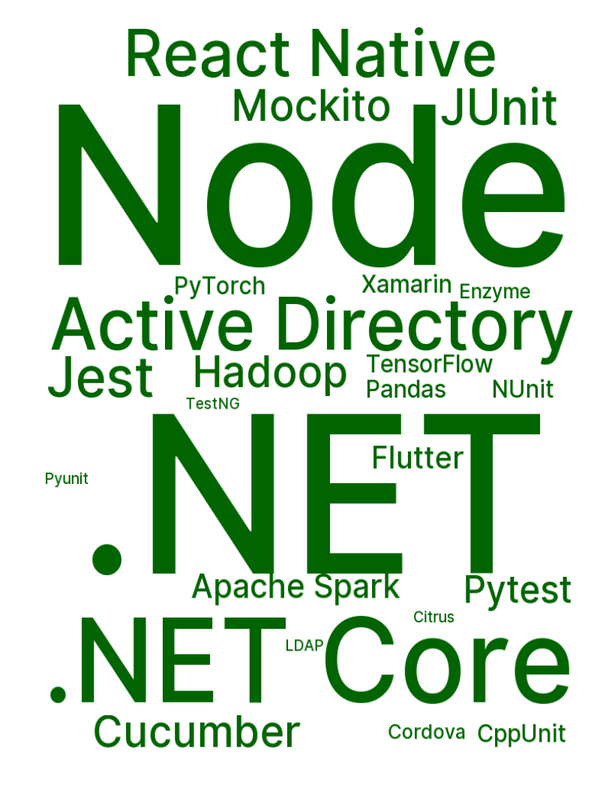 React Native
Mockito
JUnit
Node
PyTorch
Xamarin
Enzyme
Active Directory
Jest
Hadoop
TensorFlow
Pandas
NUnit
TestNG
.NET
Flutter
Pyunit
Apache Spark
Pytest
Citrus
.NET Core
LDAP
Cucumber
Cordova
CppUnit